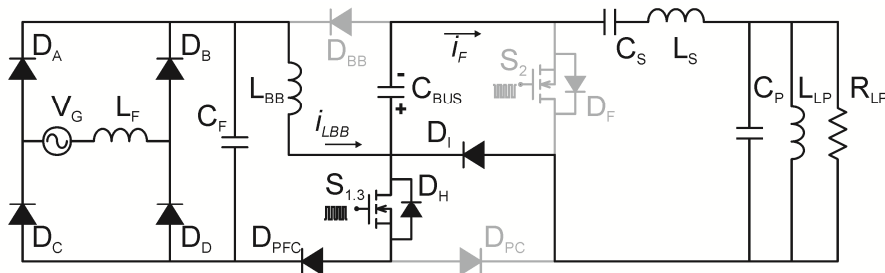 D_A
D_B
V_G
L_F
D_C
D_D
C_F
L_BB
D_BB
i_LBB
C_BUS
-
+
i_F
S_2
D_F
D_I
S_1.3
D_H
D_PFC
D_PC
C_S
L_S
C_P
L_LP
R_LP